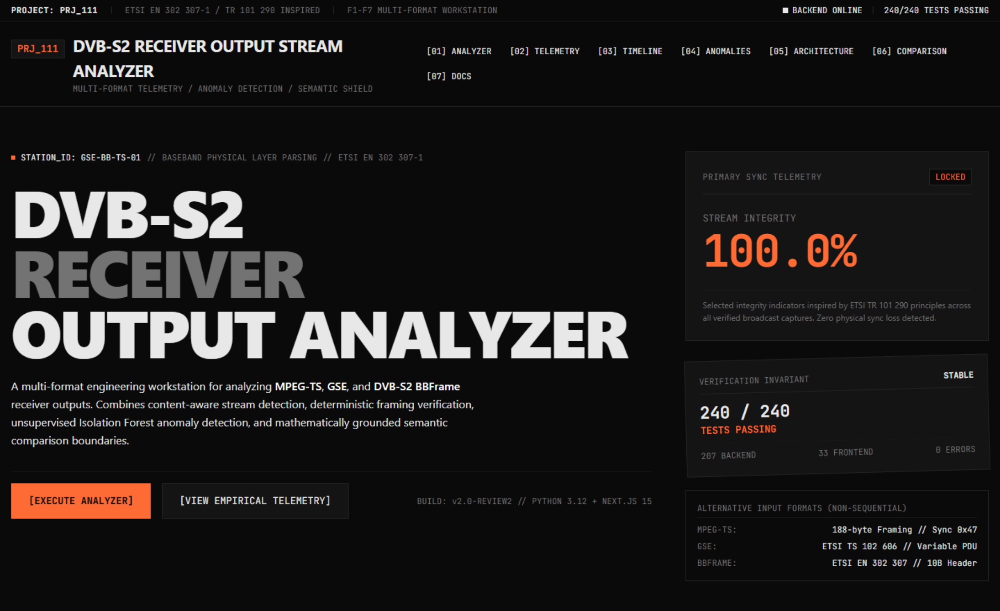 PROJECT: PRJ_111 | ETSI EN 302 307-1 / TR 101 290 INSPIRED | F1-F7 MULTI-FORMAT WORKSTATION
BACKEND ONLINE | 240/240 TESTS PASSING
PRJ_111
DVB-S2 RECEIVER OUTPUT STREAM
ANALYZER
MULTI-FORMAT TELEMETRY / ANOMALY DETECTION / SEMANTIC SHIELD
[01] ANALYZER [02] TELEMETRY [03] TIMELINE [04] ANOMALIES [05] ARCHITECTURE [06] COMPARISON
[07] DOCS
STATION_ID: GSE-BB-TS-01 // BASEBAND PHYSICAL LAYER PARSING // ETSI EN 302 307-1
DVB-S2
RECEIVER
OUTPUT ANALYZER
A multi-format engineering workstation for analyzing MPEG-TS, GSE, and DVB-S2 BBFrame
receiver outputs. Combines content-aware stream detection, deterministic framing verification,
unsupervised Isolation Forest anomaly detection, and mathematically grounded semantic
comparison boundaries.
[EXECUTE ANALYZER]
[VIEW EMPIRICAL TELEMETRY]
BUILD: v2.0-REVIEW2 // PYTHON 3.12 + NEXT.JS 15
PRIMARY SYNC TELEMETRY
LOCKED
STREAM INTEGRITY
100.0%
Selected integrity indicators inspired by ETSI TR 101 290 principles across
all verified broadcast captures. Zero physical sync loss detected.
VERIFICATION INVARIANT
STABLE
240 / 240
TESTS PASSING
207 BACKEND 33 FRONTEND 0 ERRORS
ALTERNATIVE INPUT FORMATS (NON-SEQUENTIAL)
MPEG-TS: 188-byte Framing // Sync 0x47
GSE: ETSI TS 102 606 // Variable PDU
BBFRAME: ETSI EN 302 307 // 10B Header